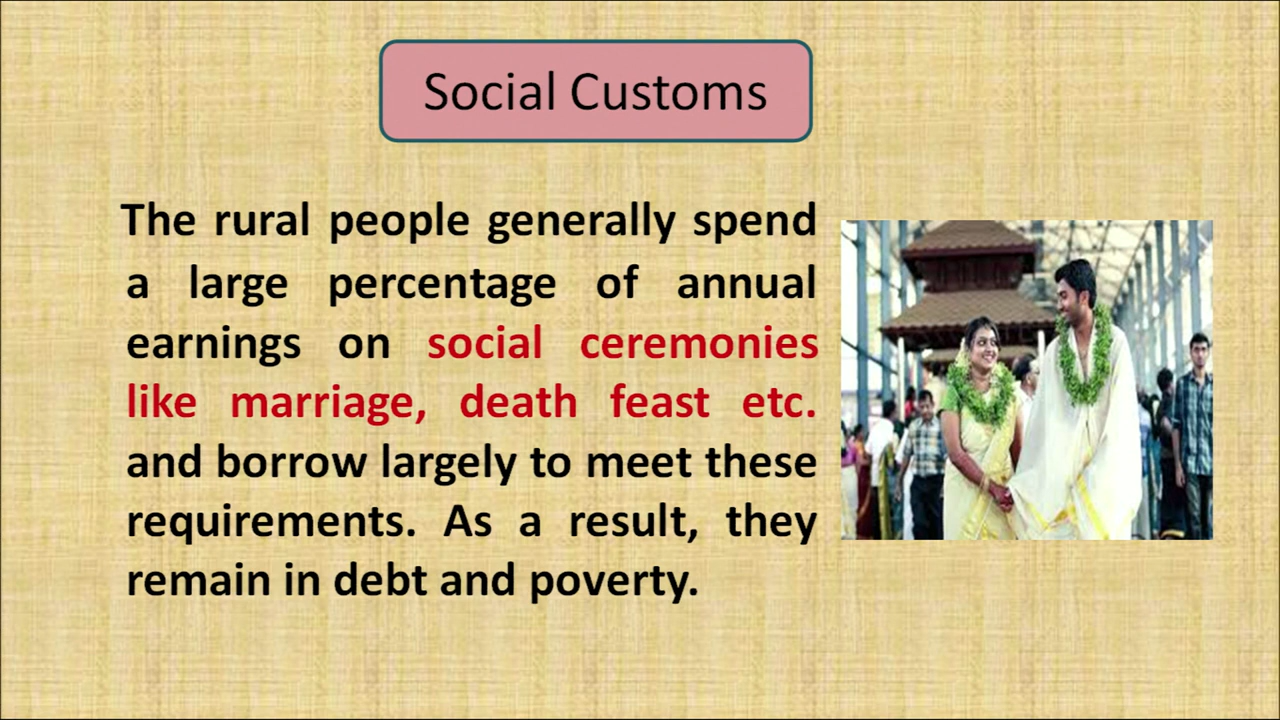 Social Customs
The rural people generally spend
a large percentage of annual
earnings on social ceremonies
like marriage, death feast etc.
and borrow largely to meet these
requirements. As a result, they
remain in debt and poverty.